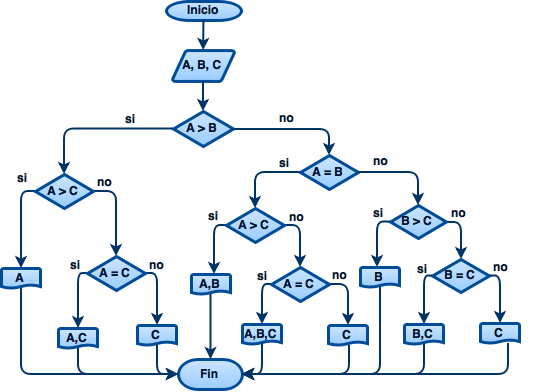 Inicio
A, B, C
si
A > B
no
si
A = B
no
si
A > C
no
si
A > C
no
si
B > C
no
A
si
A = C
no
A,B
si
A = C
no
B
si
B = C
no
A,C
C
A,B,C
C
B,C
C
Fin